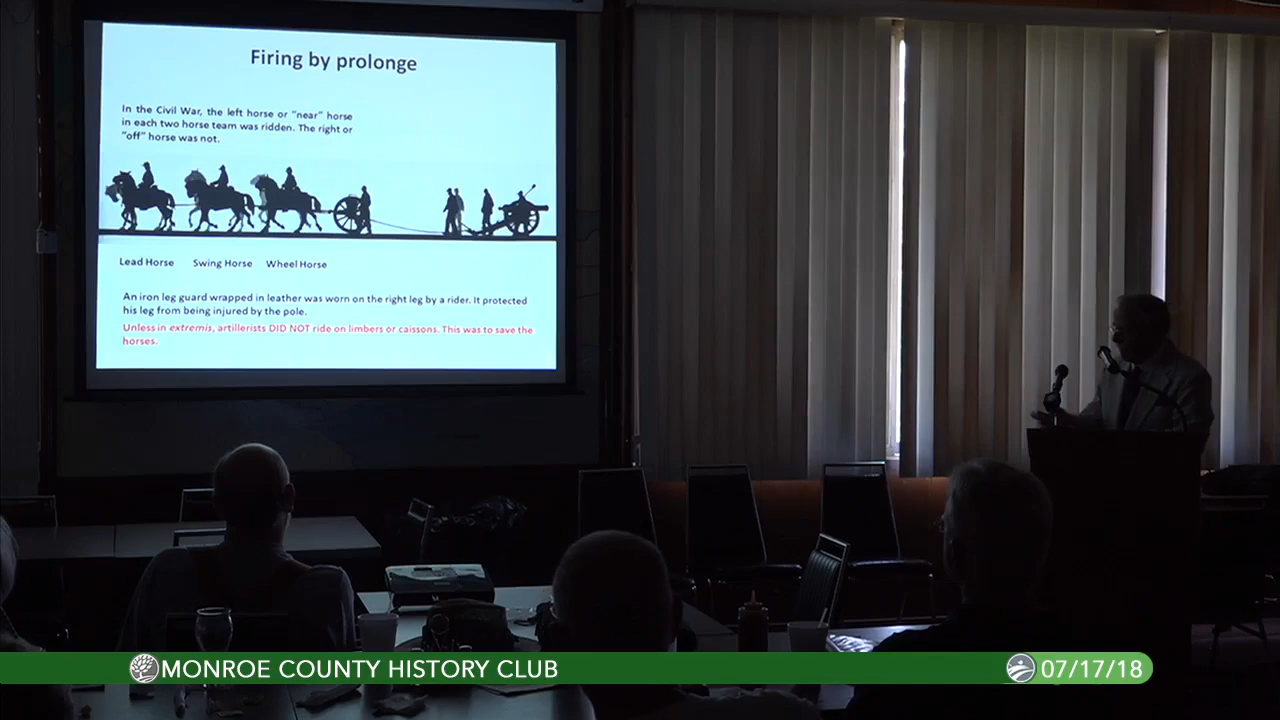 Firing by prolonge
In the Civil War, the left horse or "near" horse
in each two horse team was ridden. The right or
"off" horse was not.
Lead Horse Swing Horse Wheel Horse
An iron leg guard wrapped in leather was worn on the right leg by a rider. It protected
his leg from being injured by the pole.
Unless in extremis, artillerists DID NOT ride on limbers or caissons. This was to save the
horses.
MONROE COUNTY HISTORY CLUB 07/17/18